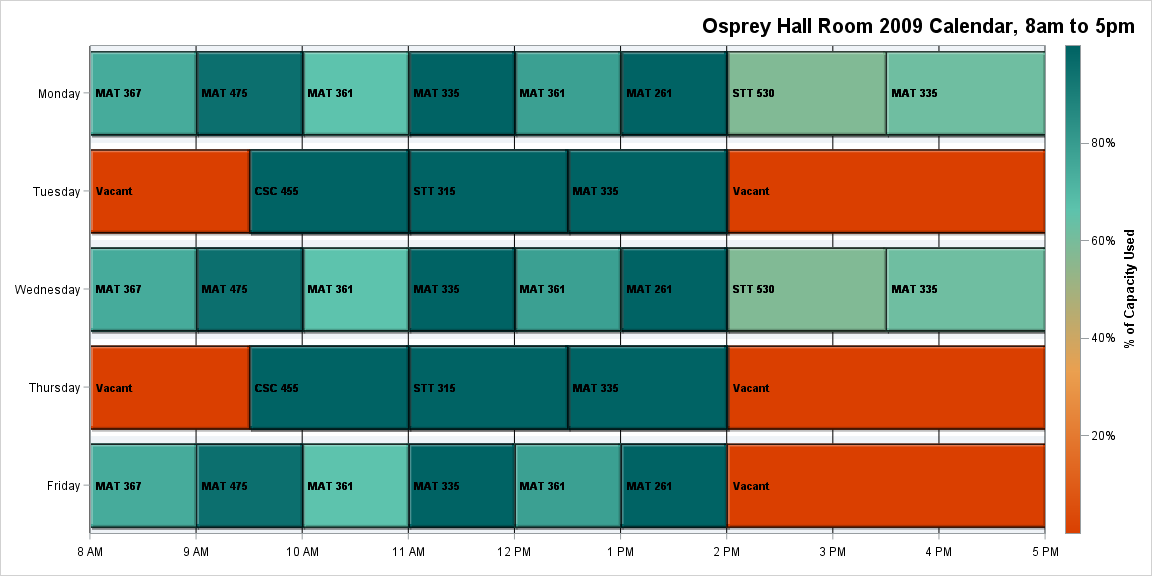 Osprey Hall Room 2009 Calendar, 8am to 5pm
Monday
MAT 367 MAT 475 MAT 361 MAT 335 MAT 361 MAT 261 STT 530 MAT 335
Tuesday
Vacant CSC 455 STT 315 MAT 335 Vacant
Wednesday
MAT 367 MAT 475 MAT 361 MAT 335 MAT 361 MAT 261 STT 530 MAT 335
Thursday
Vacant CSC 455 STT 315 MAT 335 Vacant
Friday
MAT 367 MAT 475 MAT 361 MAT 335 MAT 361 MAT 261 Vacant
8 AM 9 AM 10 AM 11 AM 12 PM 1 PM 2 PM 3 PM 4 PM 5 PM
80%
60%
40%
20%
% of Capacity Used